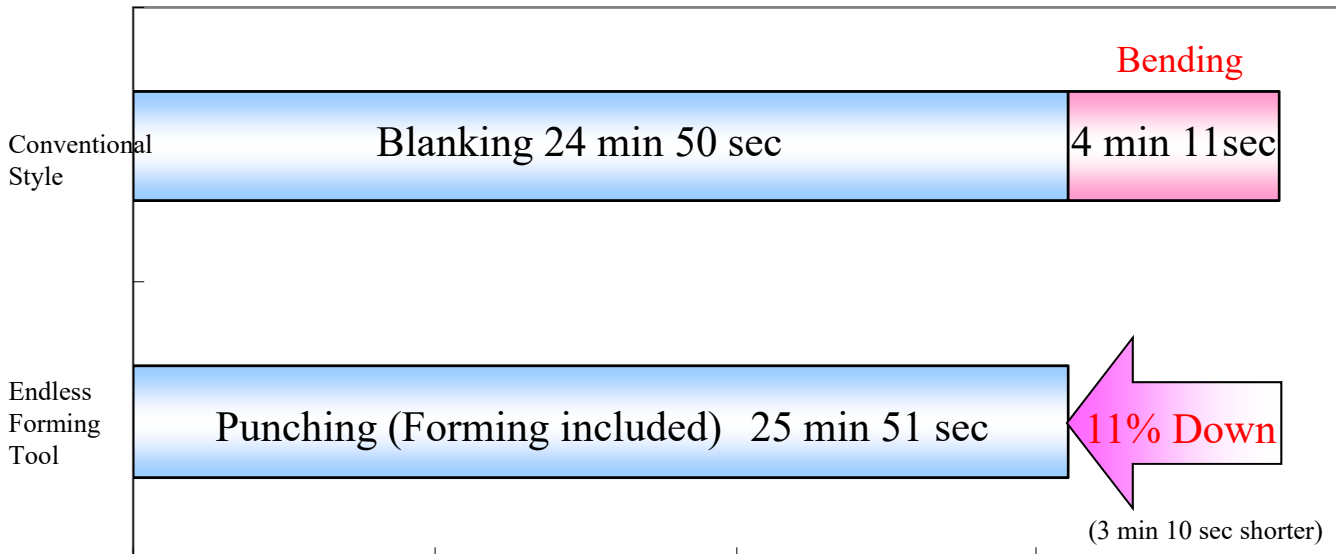 Bending
Conventional
Style
Blanking 24 min 50 sec
4 min 11sec
Endless
Forming
Tool
Punching (Forming included) 25 min 51 sec
11% Down
(3 min 10 sec shorter)